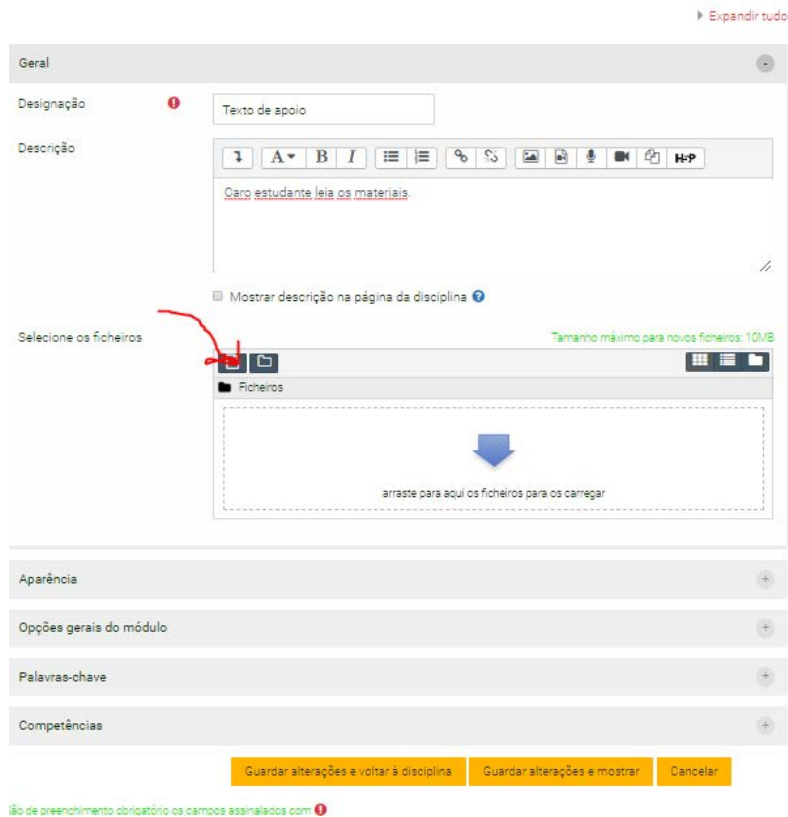 Expandir tudo
Geral
Designação
Texto de apoio
Descrição
A B I H-P
Caro estudante leia os materiais.
Mostrar descrição na página da disciplina
Selecione os ficheiros
Tamanho máximo para novos ficheiros: 10MB
Ficheiros
arraste para aqui os ficheiros para os carregar
Aparência
Opções gerais do módulo
Palavras-chave
Competências
Guardar alterações e voltar à disciplina Guardar alterações e mostrar Cancelar
de preenchimento obrigatório os campos assinalados com